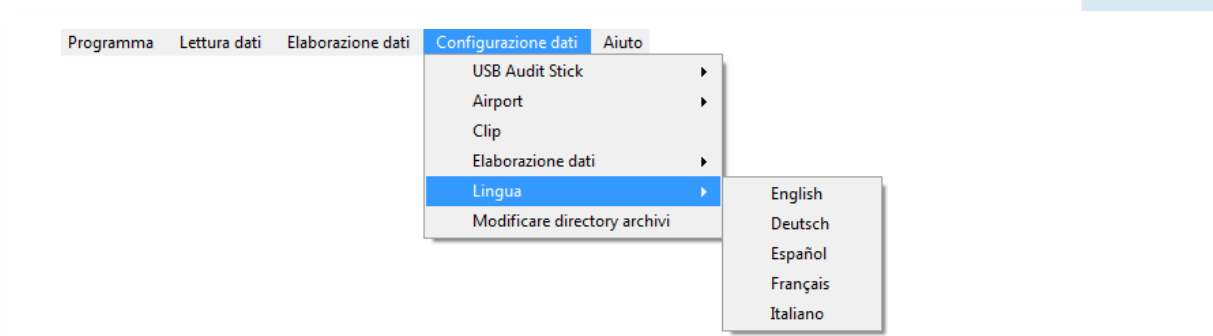 Programma Lettura dati Elaborazione dati Configurazione dati Aiuto
USB Audit Stick
Airport
Clip
Elaborazione dati
Lingua
Modificare directory archivi
English
Deutsch
Español
Français
Italiano